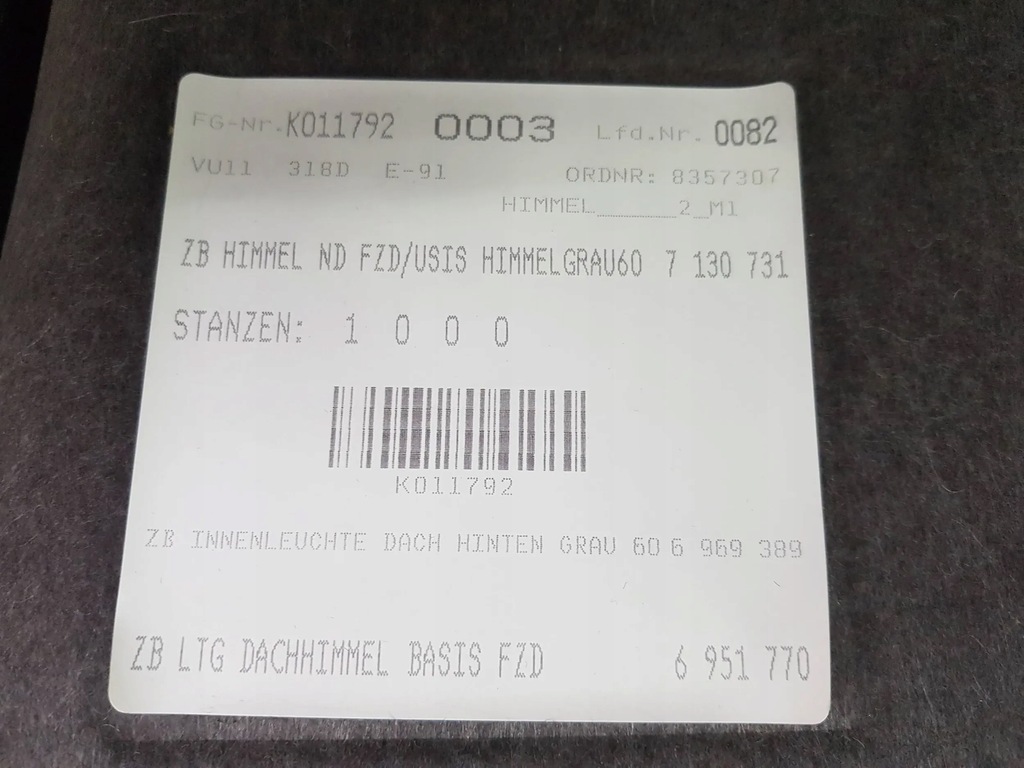 FG-Nr.K011792 0003 Lfd.Nr. 0082
VU11 318D E-91 ORDNR: 8357307
HIMMEL______2_M1
ZB HIMMEL ND FZD/USIS HIMMELGRAU60 7 130 731
STANZEN: 1 0 0 0
K011792
ZB INNENLEUCHTE DACH HINTEN GRAU 60 6 969 389
ZB LTG DACHHIMMEL BASIS FZD 6 951 770